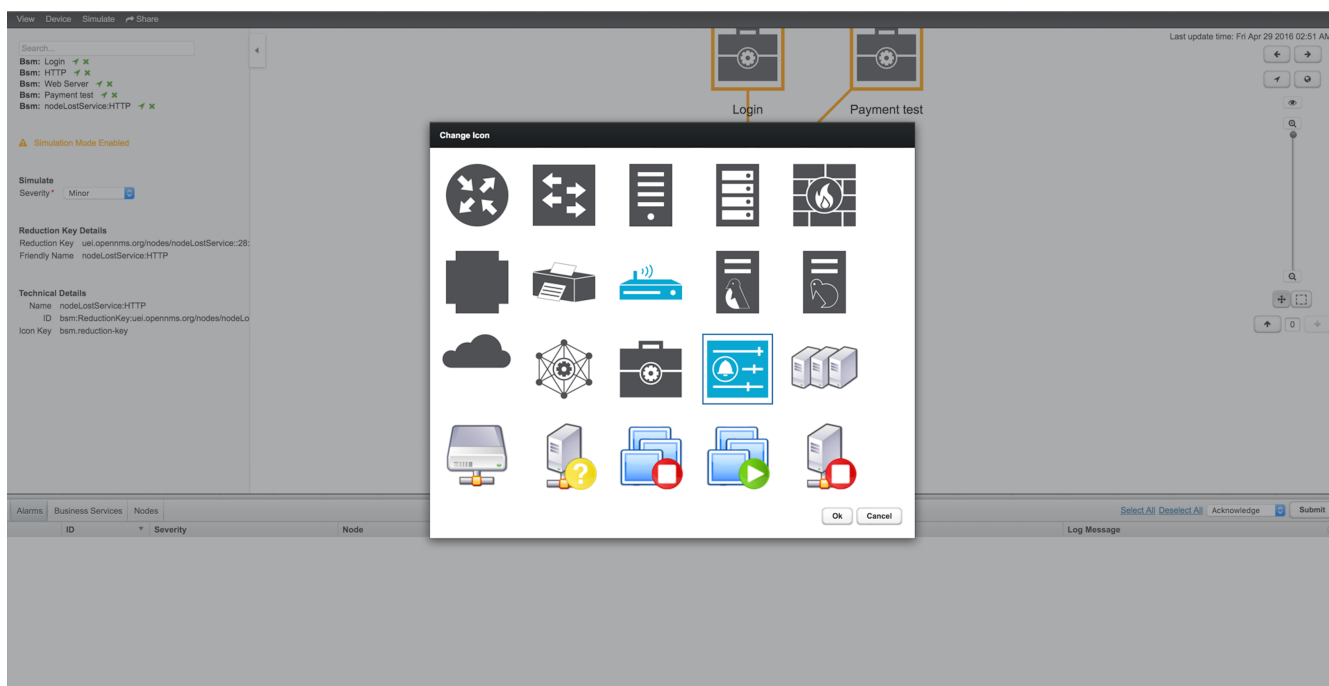 View Device Simulate Share
Last update time: Fri Apr 29 2016 02:51 AM
Search...
Bsm: Login
Bsm: HTTP
Bsm: Web Server
Bsm: Payment test
Bsm: nodeLostService:HTTP
Simulation Mode Enabled
Simulate
Severity* Minor
Reduction Key Details
Reduction Key uei.opennms.org/nodes/nodeLostService::28:
Friendly Name nodeLostService:HTTP
Technical Details
Name nodeLostService:HTTP
ID bsm:ReductionKey:uei.opennms.org/nodes/nodeLo
Icon Key bsm.reduction-key
Login Payment test
Change Icon
?
Ok Cancel
0
Alarms Business Services Nodes
Select All Deselect All Acknowledge Submit
ID Severity Node Log Message